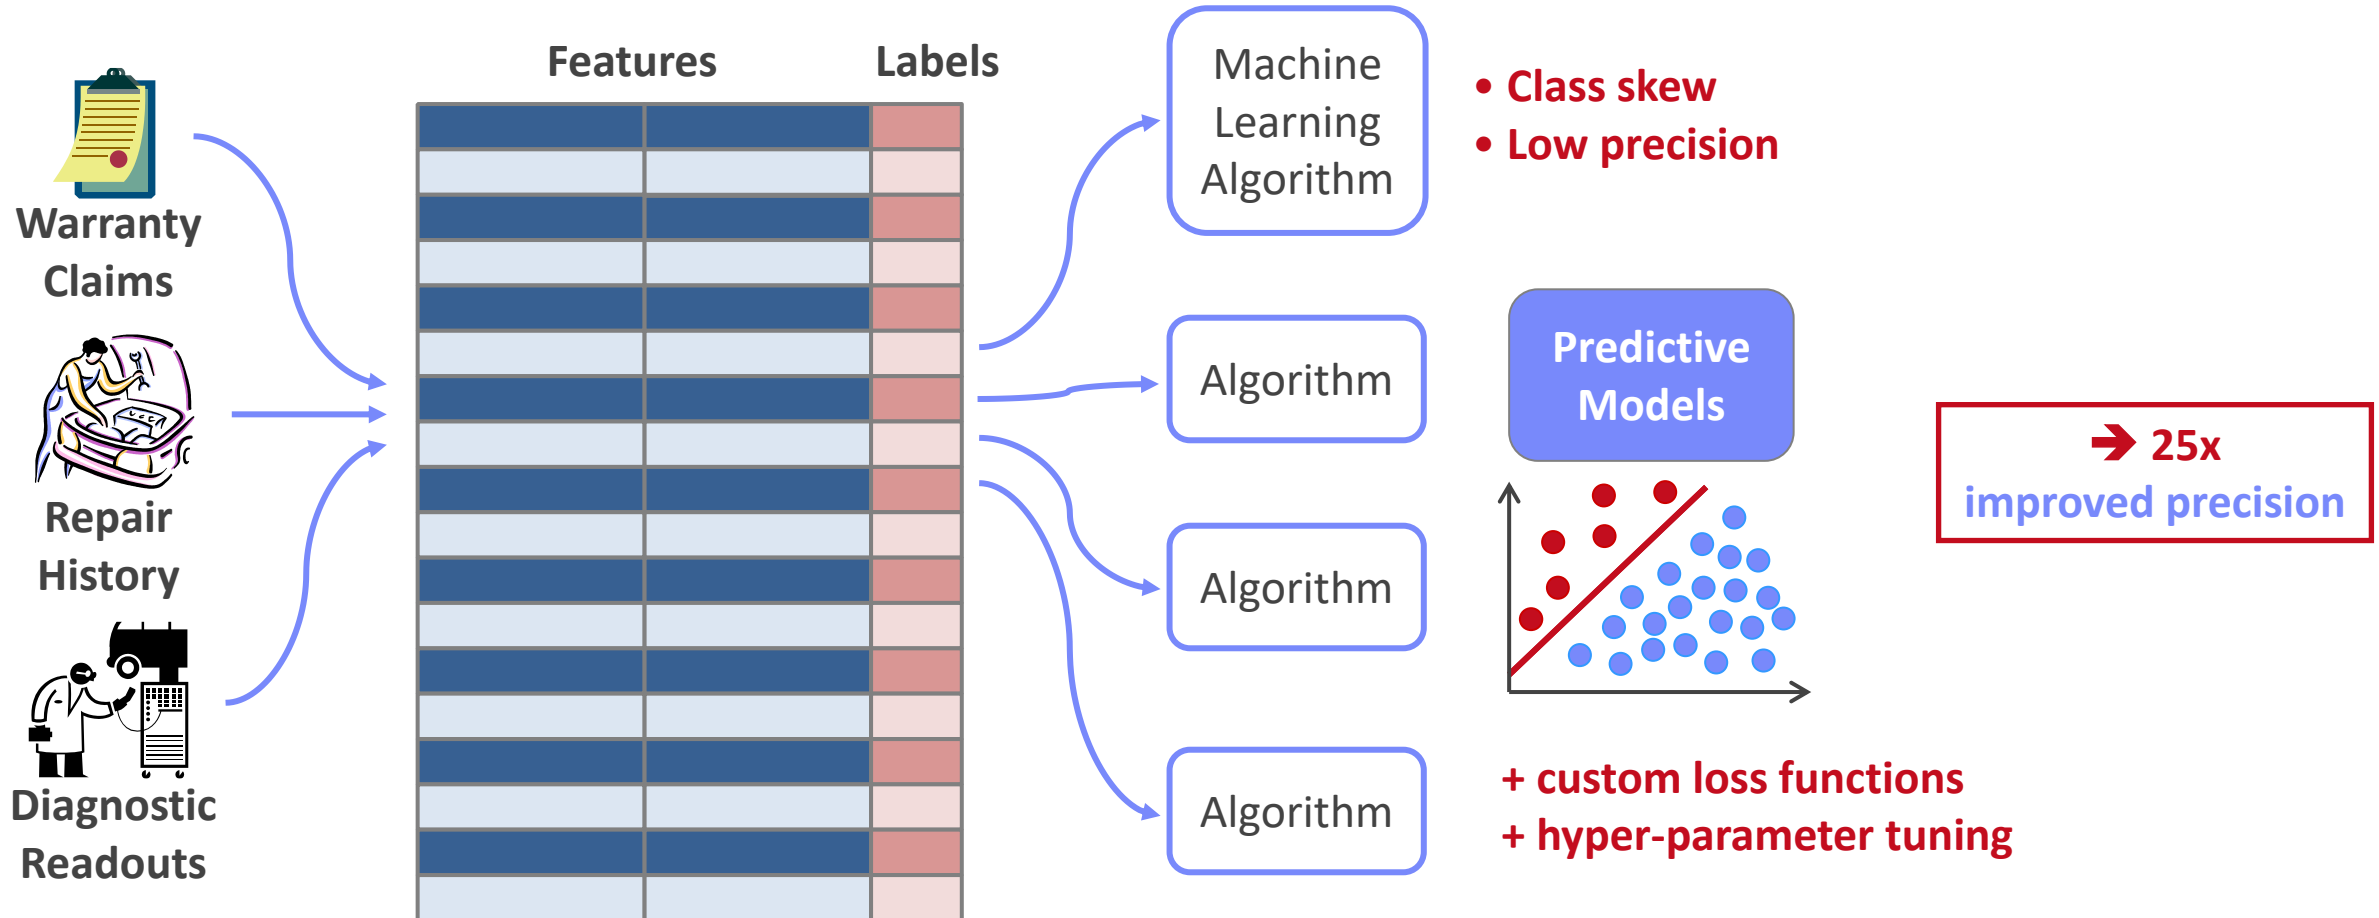 Features
Labels
Warranty
Claims
Repair
History
Diagnostic
Readouts
Machine
Learning
Algorithm
• Class skew
• Low precision
Algorithm
Algorithm
Algorithm
Predictive
Models
+ custom loss functions
+ hyper-parameter tuning
➔ 25x
improved precision